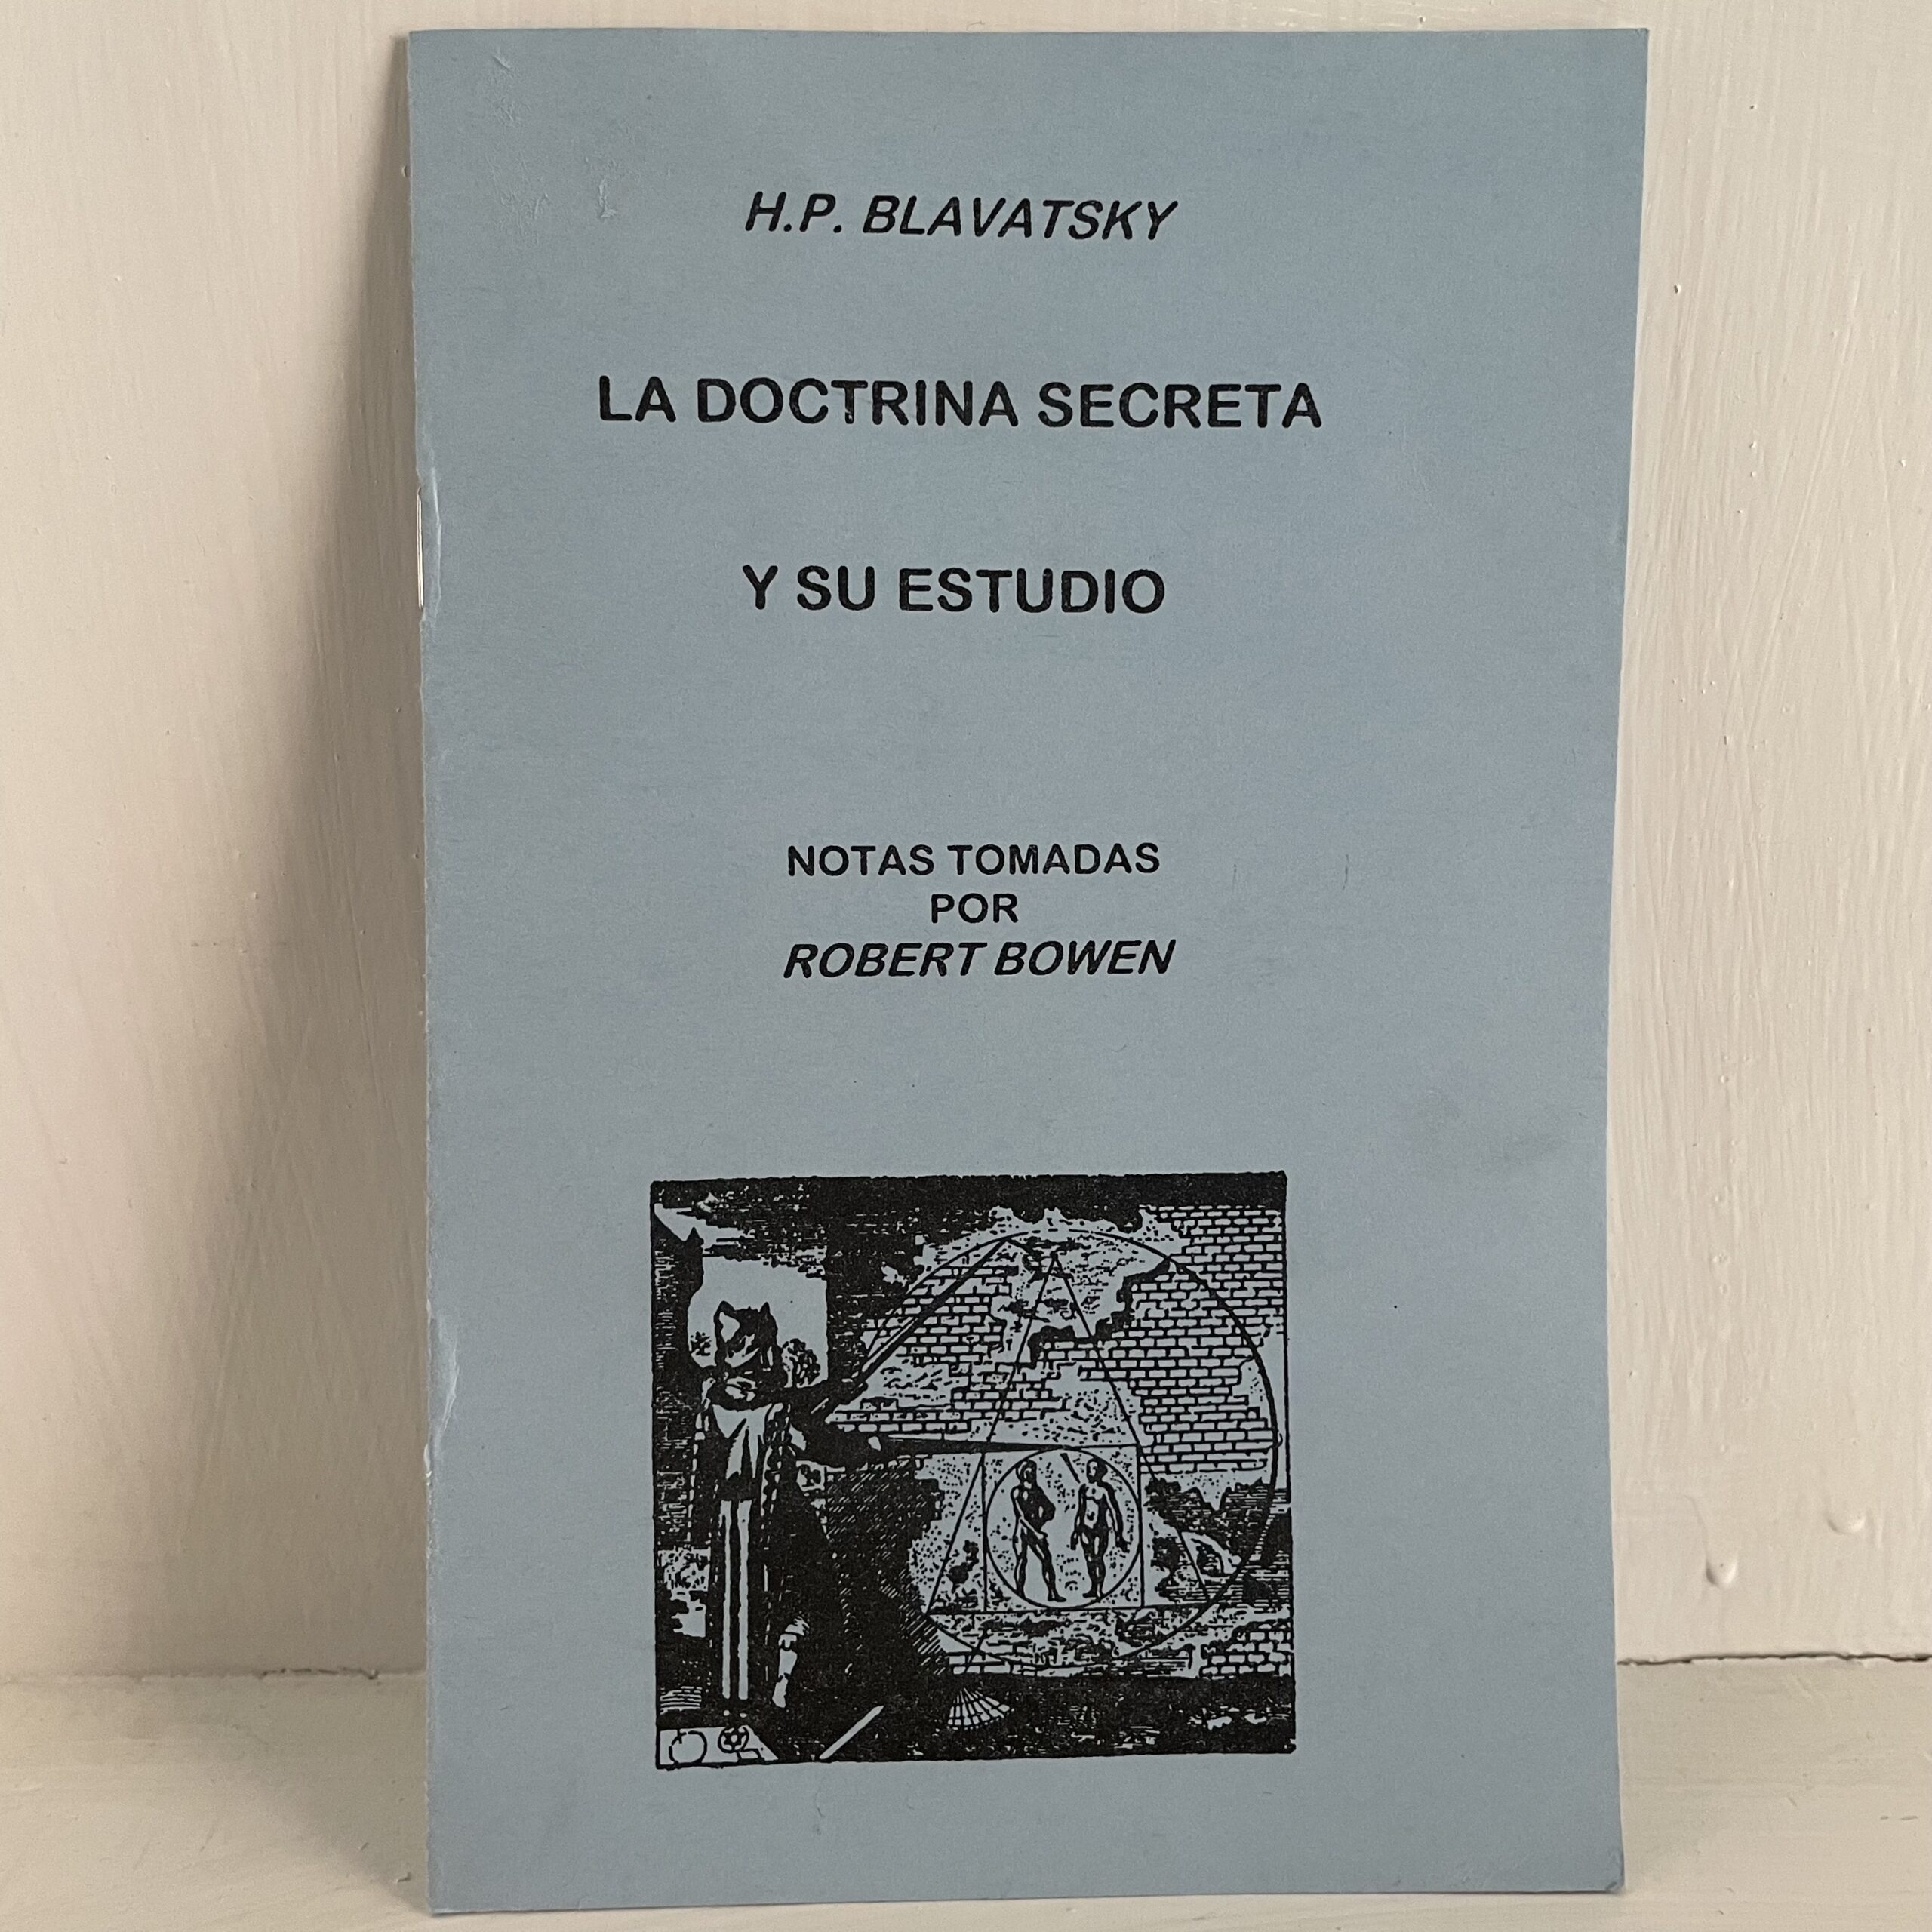 H.P. BLAVATSKY
LA DOCTRINA SECRETA
Y SU ESTUDIO
NOTAS TOMADAS
POR
ROBERT BOWEN